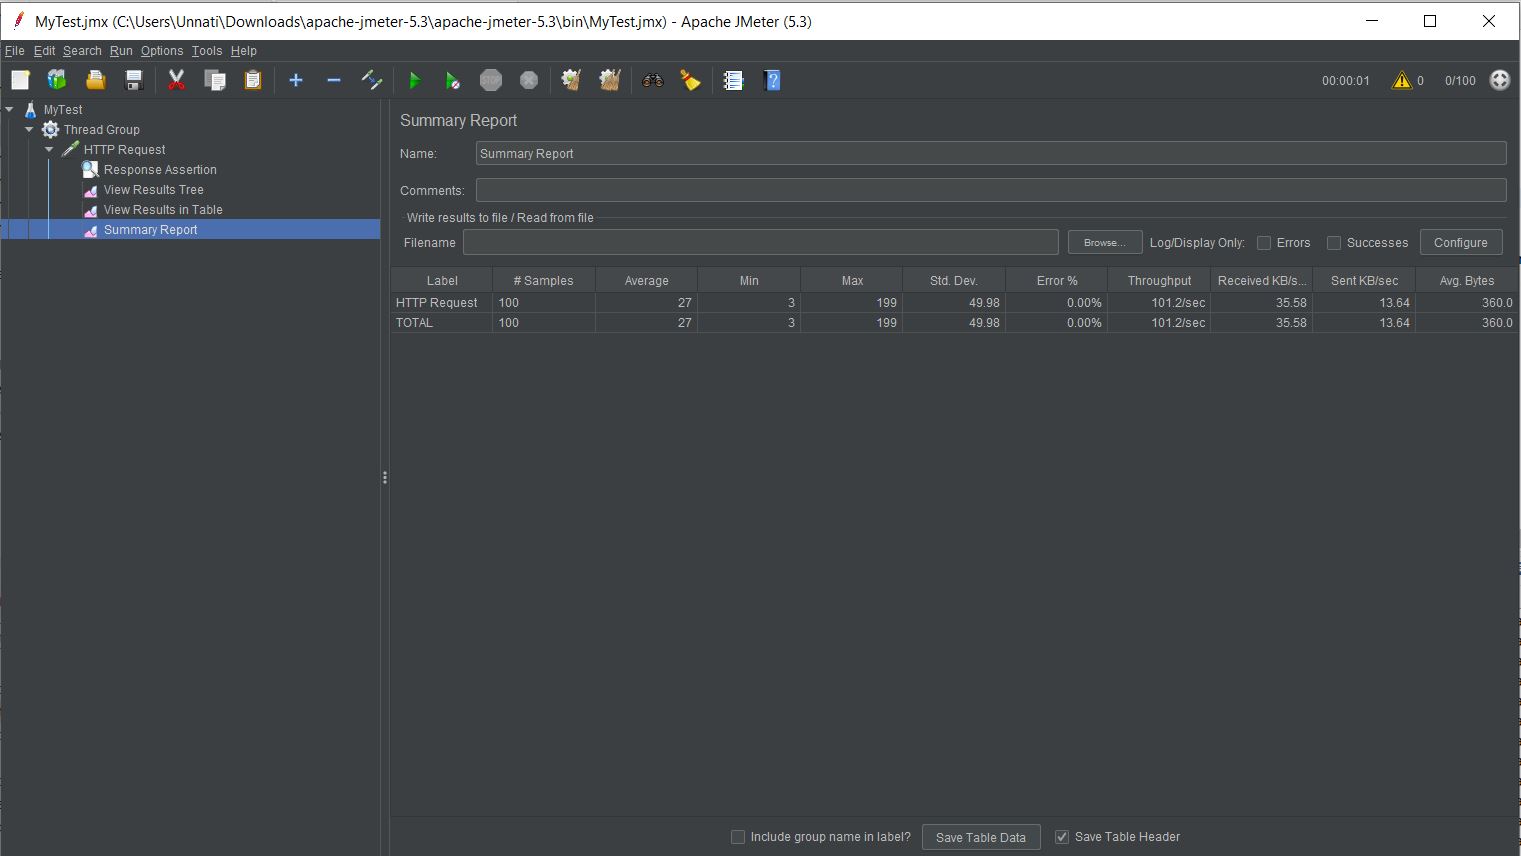 MyTest.jmx (C:\Users\Unnati\Downloads\apache-jmeter-5.3\apache-jmeter-5.3\bin\MyTest.jmx) - Apache JMeter (5.3)
File Edit Search Run Options Tools Help
STOP
00:00:01 0 0/100
MyTest
Thread Group
HTTP Request
Response Assertion
View Results Tree
View Results in Table
Summary Report
Summary Report
Name: Summary Report
Comments:
Write results to file / Read from file
Filename Browse... Log/Display Only: Errors Successes Configure
Label # Samples Average Min Max Std. Dev. Error % Throughput Received KB/s... Sent KB/sec Avg. Bytes
HTTP Request 100 27 3 199 49.98 0.00% 101.2/sec 35.58 13.64 360.0
TOTAL 100 27 3 199 49.98 0.00% 101.2/sec 35.58 13.64 360.0
Include group name in label? Save Table Data Save Table Header